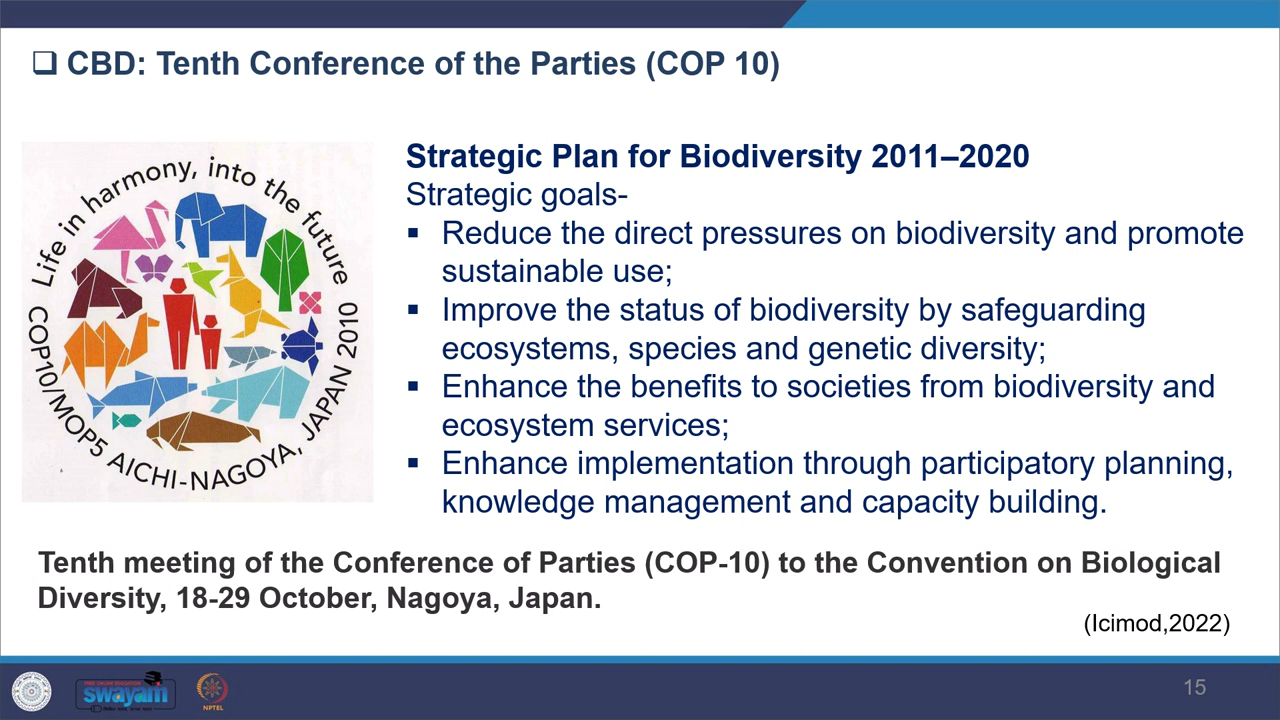 CBD: Tenth Conference of the Parties (COP 10)
Life in harmony, into the future
COP10/MOP5 AICHI-NAGOYA, JAPAN 2010
Strategic Plan for Biodiversity 2011–2020
Strategic goals-
Reduce the direct pressures on biodiversity and promote
sustainable use;
Improve the status of biodiversity by safeguarding
ecosystems, species and genetic diversity;
Enhance the benefits to societies from biodiversity and
ecosystem services;
Enhance implementation through participatory planning,
knowledge management and capacity building.
Tenth meeting of the Conference of Parties (COP-10) to the Convention on Biological
Diversity, 18-29 October, Nagoya, Japan.
(Icimod,2022)
FREE ONLINE EDUCATION
swayam
NPTEL
15